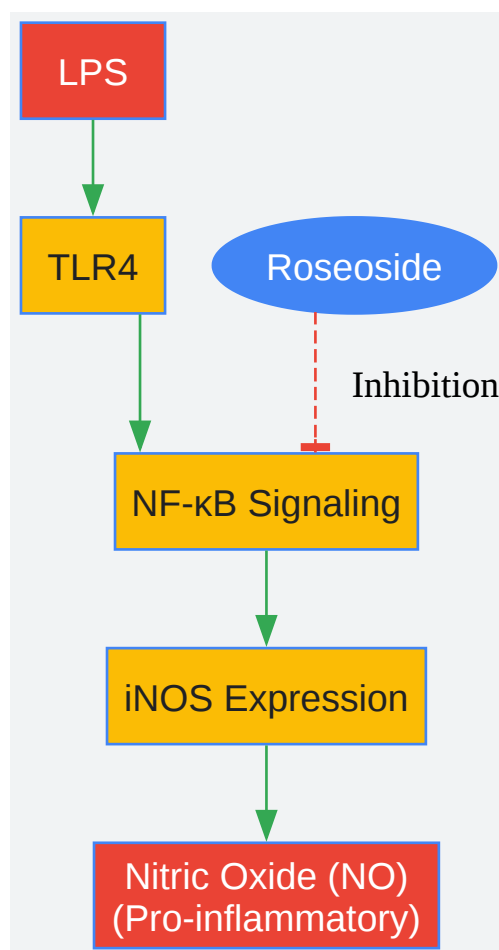 LPS
TLR4
Roseoside
Inhibition
NF-κB Signaling
iNOS Expression
Nitric Oxide (NO)
(Pro-inflammatory)